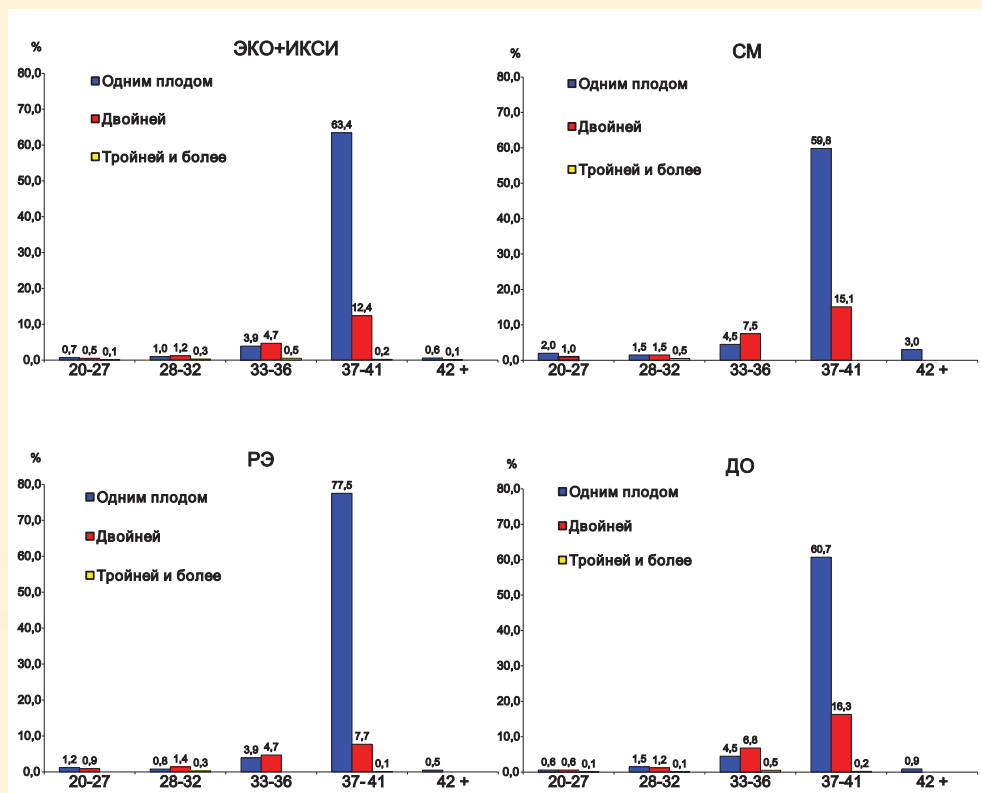 ЭКО+ИКСИ
%
80,0
70,0
60,0
50,0
40,0
30,0
20,0
10,0
0,0
Одним плодом
Двойней
Тройней и более
0,7 0,5 0,1
1,0 1,2 0,3
3,9 4,7 0,5
63,4 12,4 0,2
0,6 0,1
20-27 28-32 33-36 37-41 42 +
СМ
%
80,0
70,0
60,0
50,0
40,0
30,0
20,0
10,0
0,0
Одним плодом
Двойней
Тройней и более
2,0 1,0
1,5 1,5 0,5
4,5 7,5
59,8 15,1
3,0
20-27 28-32 33-36 37-41 42 +
РЭ
%
80,0
70,0
60,0
50,0
40,0
30,0
20,0
10,0
0,0
Одним плодом
Двойней
Тройней и более
1,2 0,9
0,8 1,4 0,3
3,9 4,7
77,5 7,7 0,1
0,5
20-27 28-32 33-36 37-41 42 +
ДО
%
80,0
70,0
60,0
50,0
40,0
30,0
20,0
10,0
0,0
Одним плодом
Двойней
Тройней и более
0,6 0,6 0,1
1,5 1,2 0,1
4,5 6,8 0,5
60,7 16,3 0,2
0,9
20-27 28-32 33-36 37-41 42 +